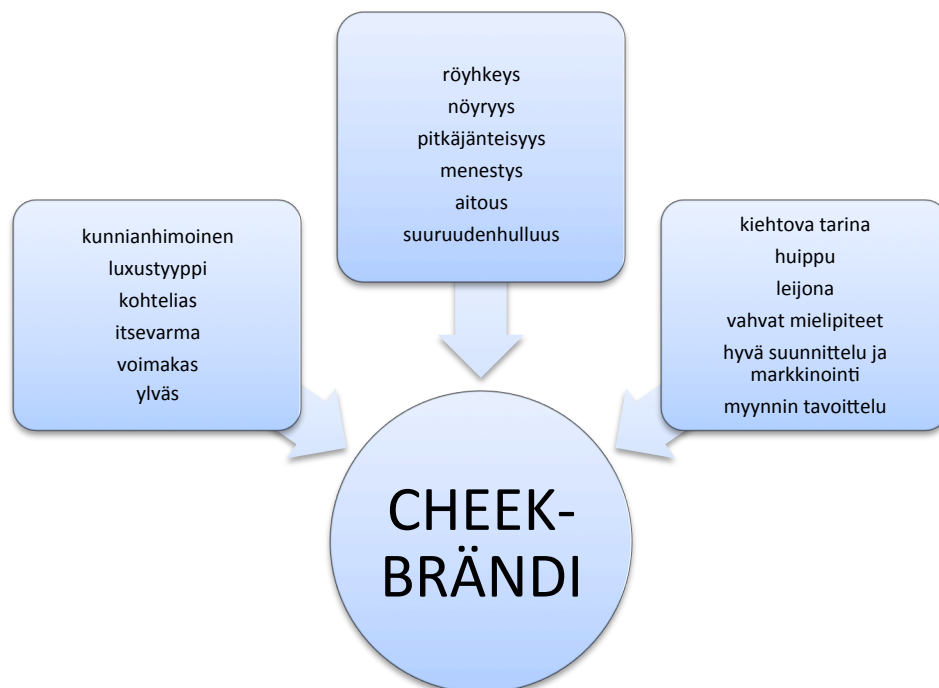 röyhkeys
nöyryys
pitkäjänteisyys
menestys
aitous
suuruudenhulluus
kunnianhimoinen
luxustyyppi
kohtelias
itsevarma
voimakas
ylväs
kiehtova tarina
huippu
leijona
vahvat mielipiteet
hyvä suunnittelu ja
markkinointi
myynnin tavoittelu
CHEEK-
BRÄNDI